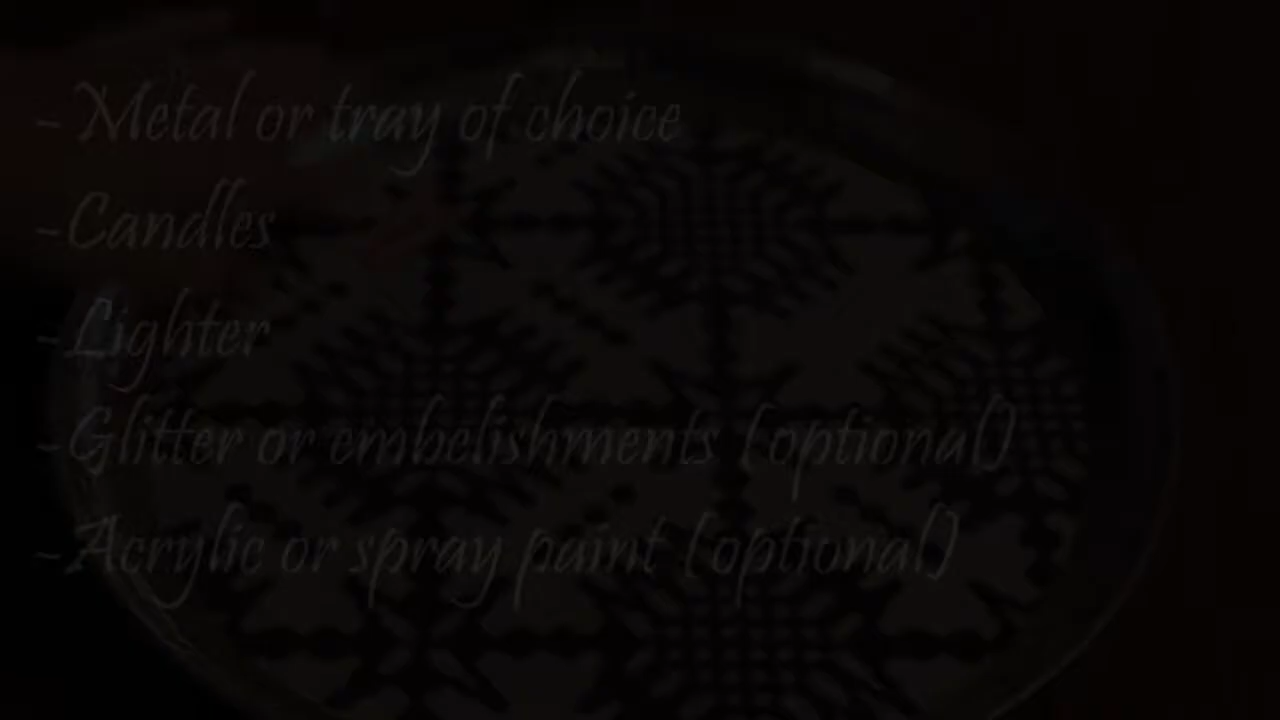 - Metal or tray of choice
-Candles
-Lighter
-Glitter or embelishments (optional)
-Acrylic or spray paint (optional)